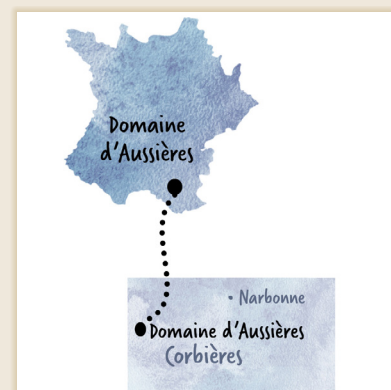 Domaine
d'Aussières
• Narbonne
Domaine d'Aussières
Corbières